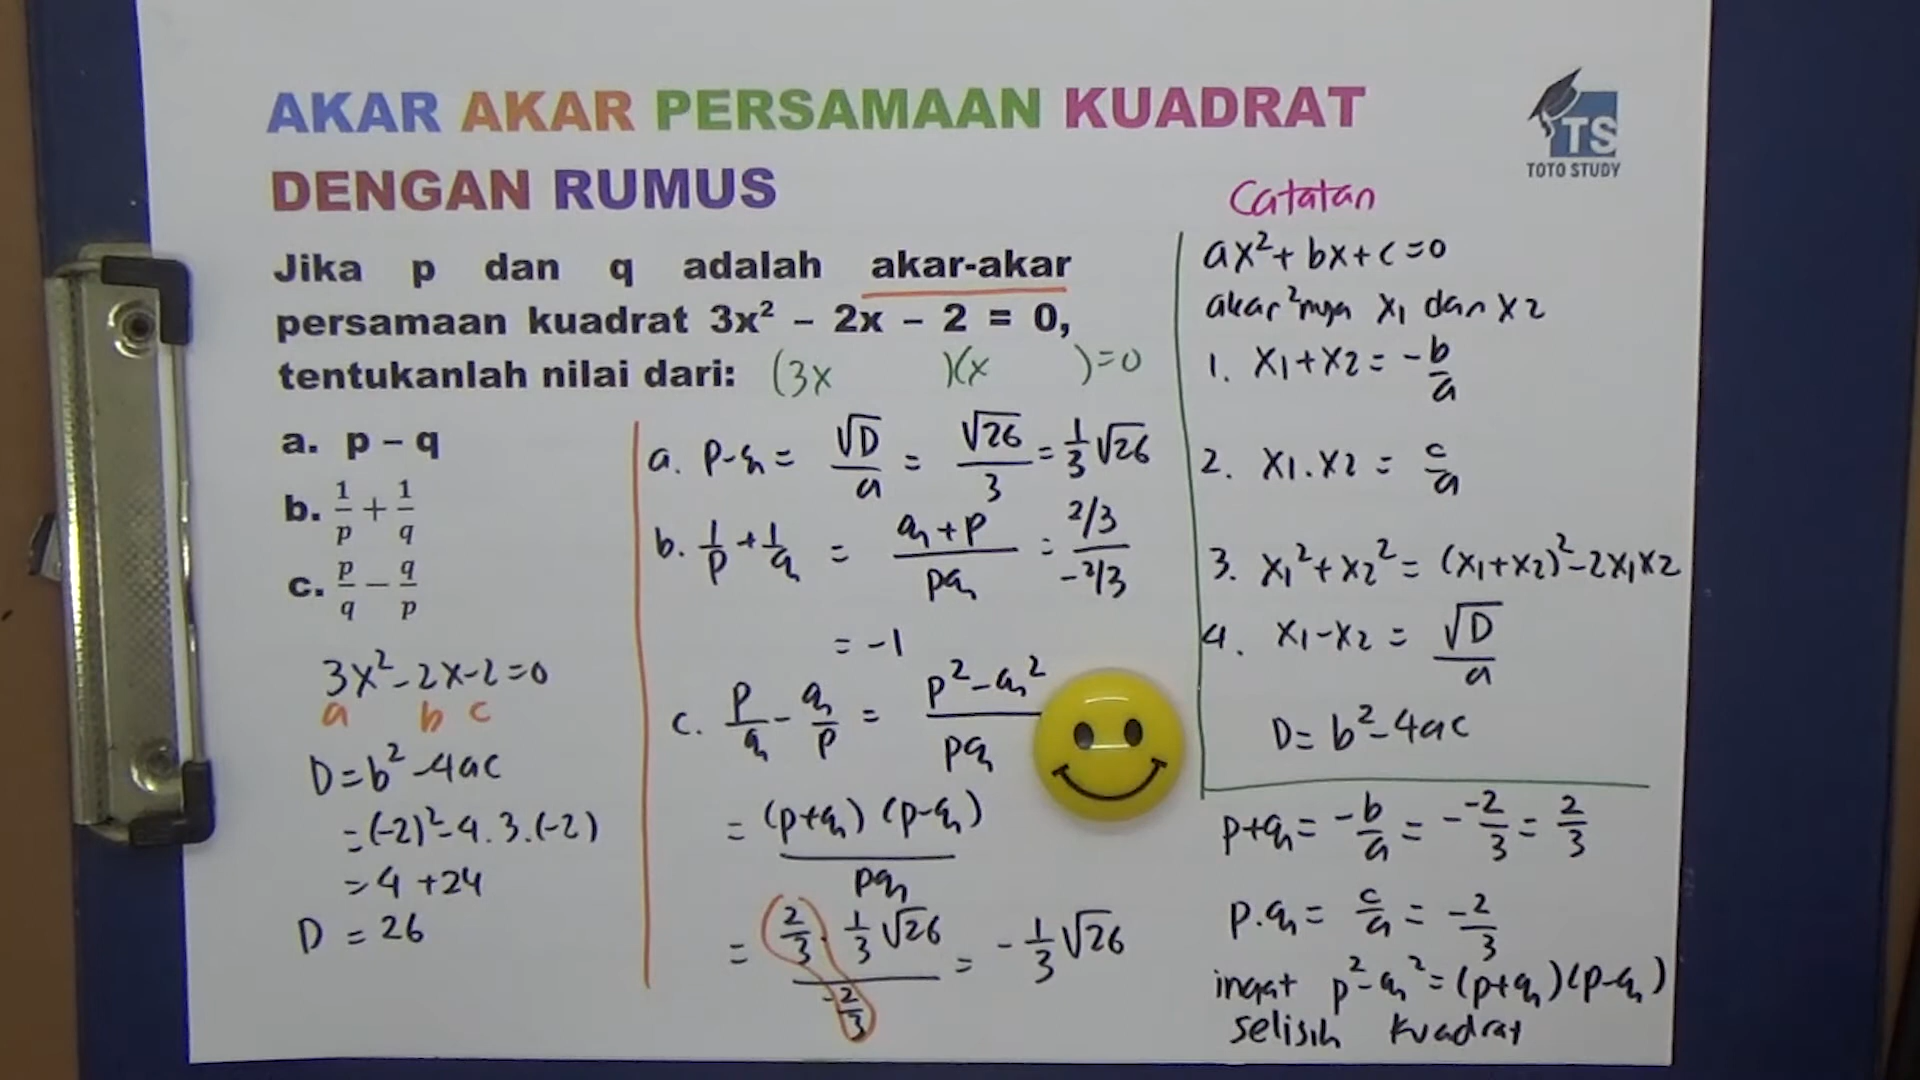 AKAR AKAR PERSAMAAN KUADRAT
DENGAN RUMUS
TS
TOTO STUDY
Jika p dan q adalah akar-akar
persamaan kuadrat 3x² – 2x – 2 = 0,
tentukanlah nilai dari: (3x )(x )=0
a. p – q
b. 1/p + 1/q
c. p/q – q/p
3x²-2x-2=0
a b c
D=b²-4ac
=(-2)²-4.3.(-2)
=4+24
D = 26
a. p-q = √D/a = √26/3 = 1/3 √26
b. 1/p + 1/q = q+p/pq = 2/3/-2/3
= -1
c. p/q - q/p = p²-q²/pq
= (p+q) (p-q)/pq
= 2/3 . 1/3 √26/-2/3 = - 1/3 √26
Catatan
ax²+bx+c=0
akar²nya x1 dan x2
1. x1+x2 = -b/a
2. x1.x2 = c/a
3. x1²+x2² = (x1+x2)²-2x1x2
4. x1-x2 = √D/a
D= b²-4ac
p+q = -b/a = - -2/3 = 2/3
p.q = c/a = -2/3
ingat p²-q²=(p+q)(p-q)
selisih kuadrat